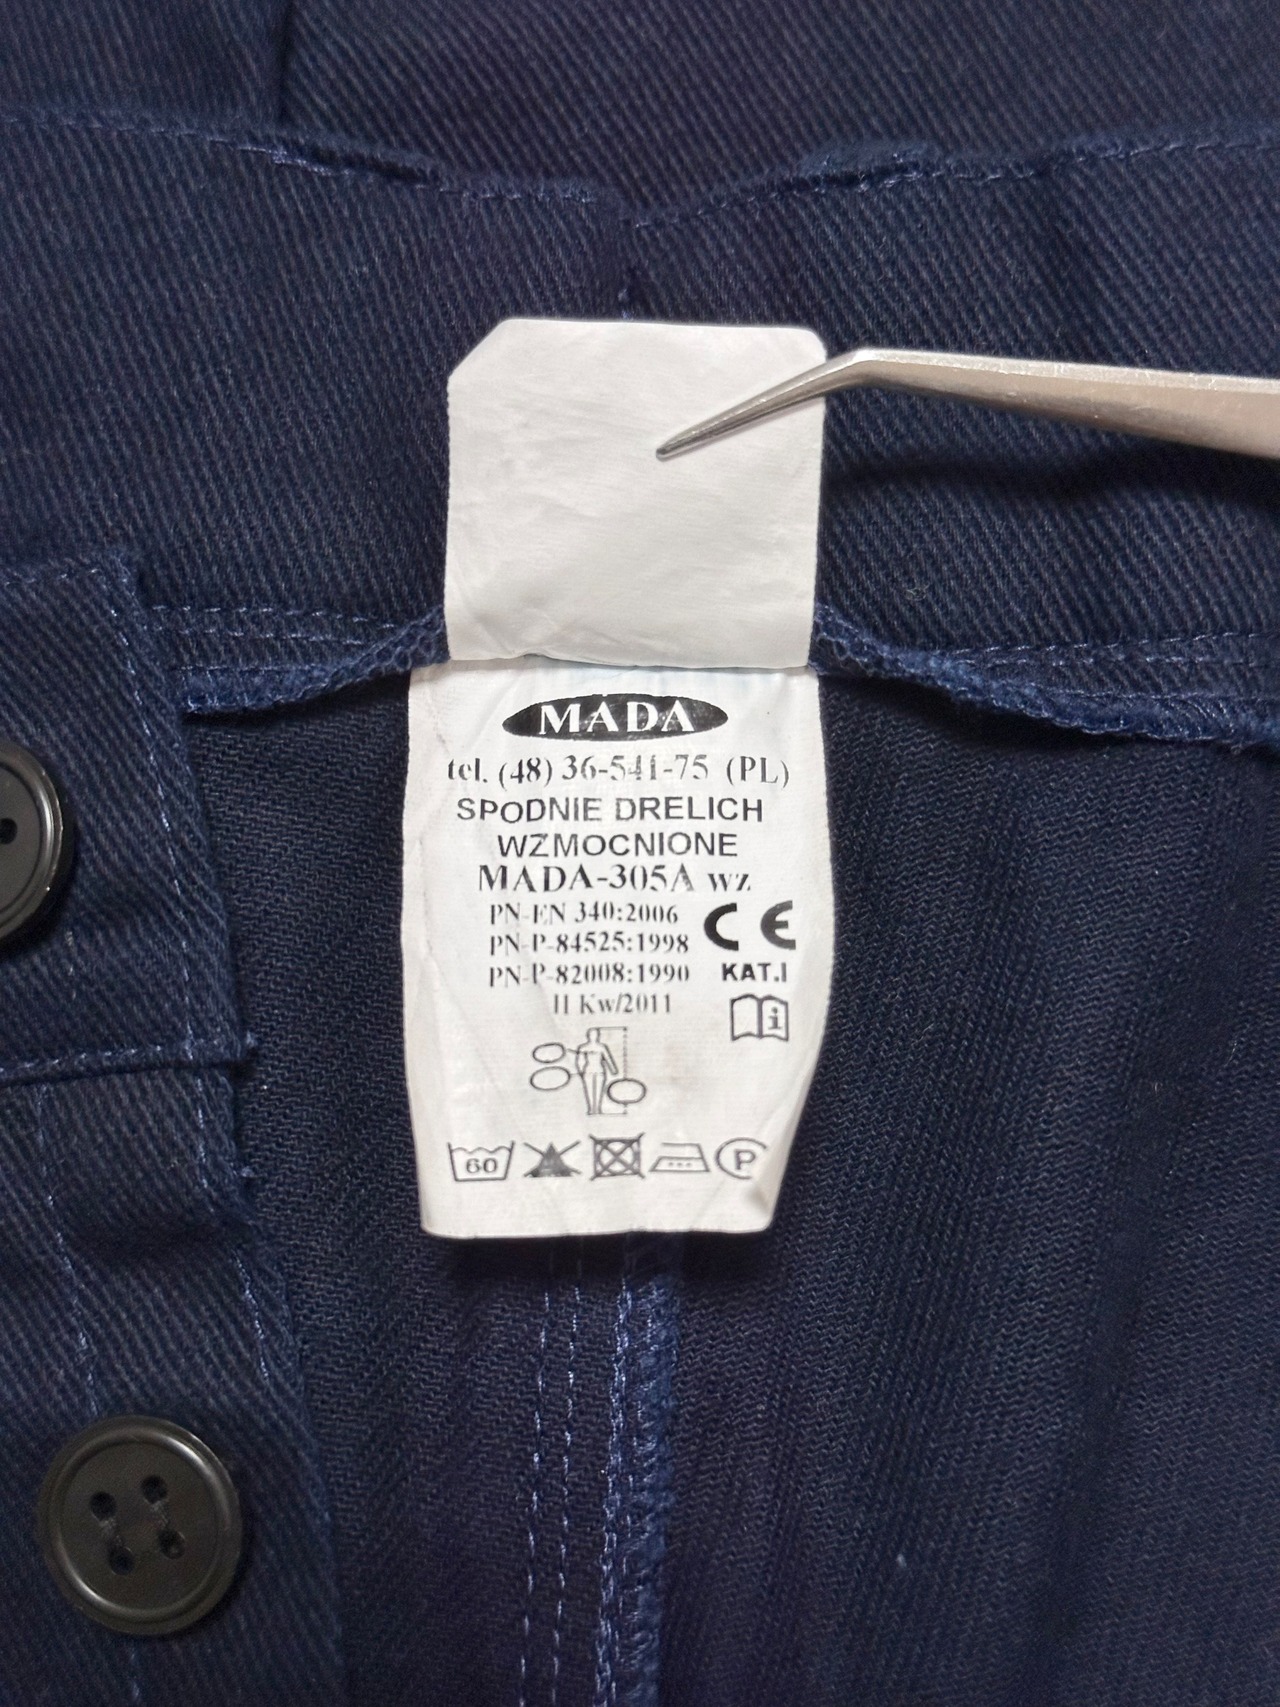 MADA
tel. (48) 36-541-75 (PL)
SPODNIE DRELICH
WZMOCNIONE
MADA-305A wz
PN-EN 340:2006
PN-P-84525:1998
PN-P-82008:1990
II Kw/2011
CE
KAT.I
i
60
P